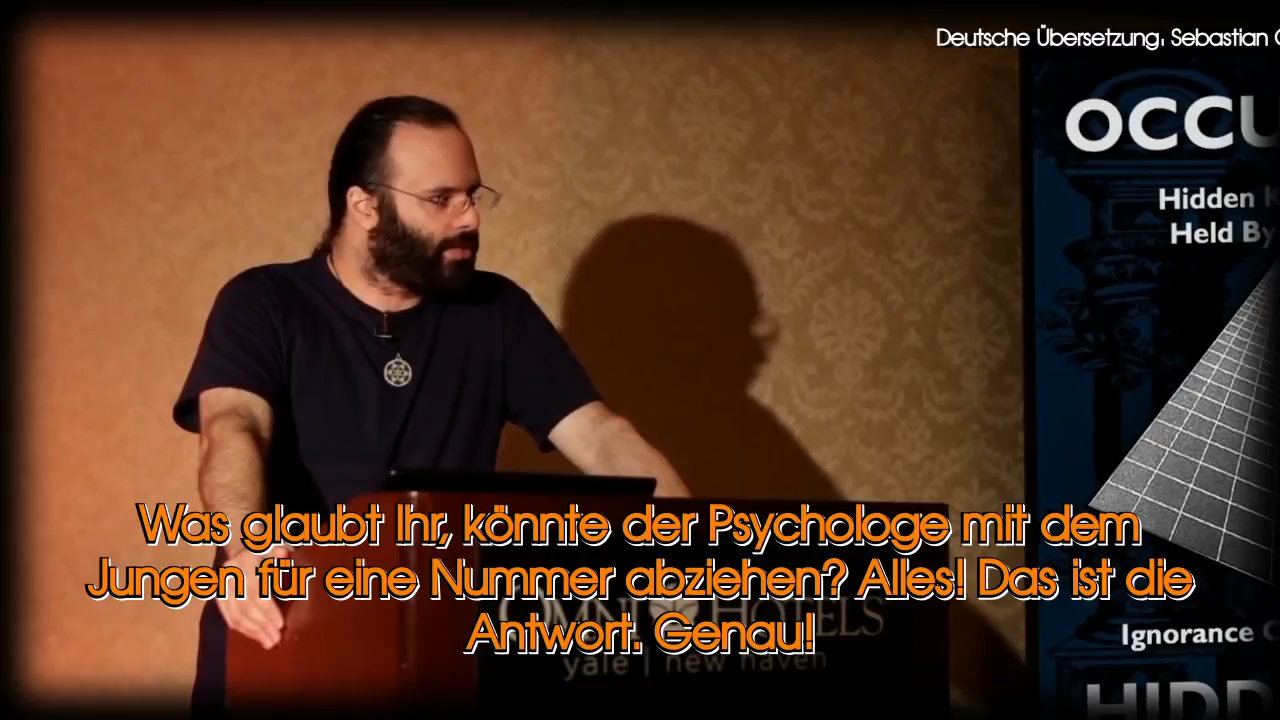 Deutsche Übersetzung: Sebastian
OCCU
Hidden
Held By
Was glaubt Ihr, könnte der Psychologe mit dem
Jungen für eine Nummer abziehen? Alles! Das ist die
Antwort. Genau!
OMNI HOTELS
yale | new haven
Ignorance
HIDD